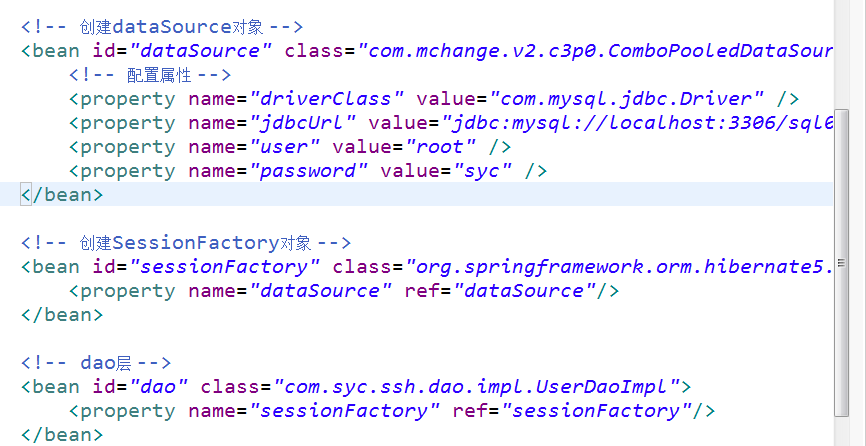 <!-- 创建dataSource对象 -->
<bean id="dataSource" class="com.mchange.v2.c3p0.ComboPooledDataSour
<!-- 配置属性 -->
<property name="driverClass" value="com.mysql.jdbc.Driver" />
<property name="jdbcUrl" value="jdbc:mysql://localhost:3306/sql0
<property name="user" value="root" />
<property name="password" value="syc" />
</bean>
<!-- 创建SessionFactory对象 -->
<bean id="sessionFactory" class="org.springframework.orm.hibernate5.
<property name="dataSource" ref="dataSource"/>
</bean>
<!-- dao层 -->
<bean id="dao" class="com.syc.ssh.dao.impl.UserDaoImpl">
<property name="sessionFactory" ref="sessionFactory"/>
</bean>